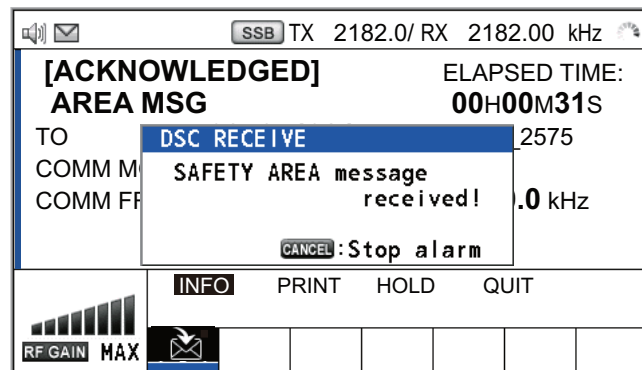 SSB TX 2182.0/ RX 2182.00 kHz
[ACKNOWLEDGED] ELAPSED TIME:
AREA MSG 00H00M31S
TO _2575
COMM M
COMM
.0 kHz
DSC RECEIVE
SAFETY AREA message
received!
CANCEL:Stop alarm
INFO PRINT HOLD QUIT
RF GAIN MAX